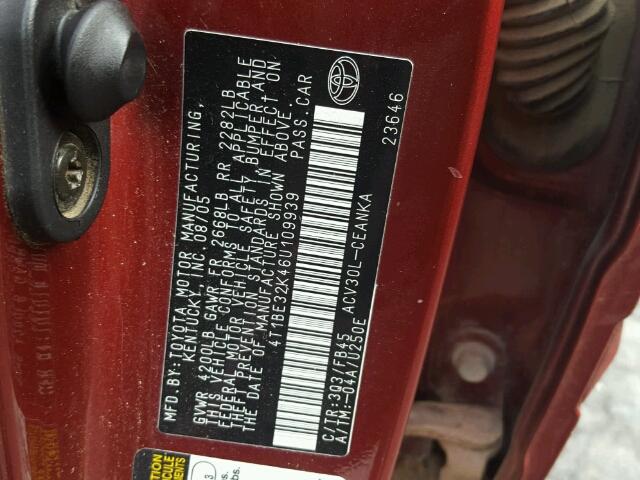 MFD.BY: TOYOTA MOTOR MANUFACTURING,
KENTUCKY, INC. 08/05
GVWR 4200LB GAWR FR 2668LB RR 2282LB
THIS VEHICLE CONFORMS TO ALL APPLICABLE
FEDERAL MOTOR VEHICLE SAFETY, BUMPER AND
THEFT PREVENTION STANDARDS IN EFFECT ON
THE DATE OF MANUFACTURE SHOWN ABOVE.
4T1BE32K46U109939 PASS. CAR
ACV30L-CEANKA
C/TR:3Q3/FB45
A/TM:-04A/U250E 23646